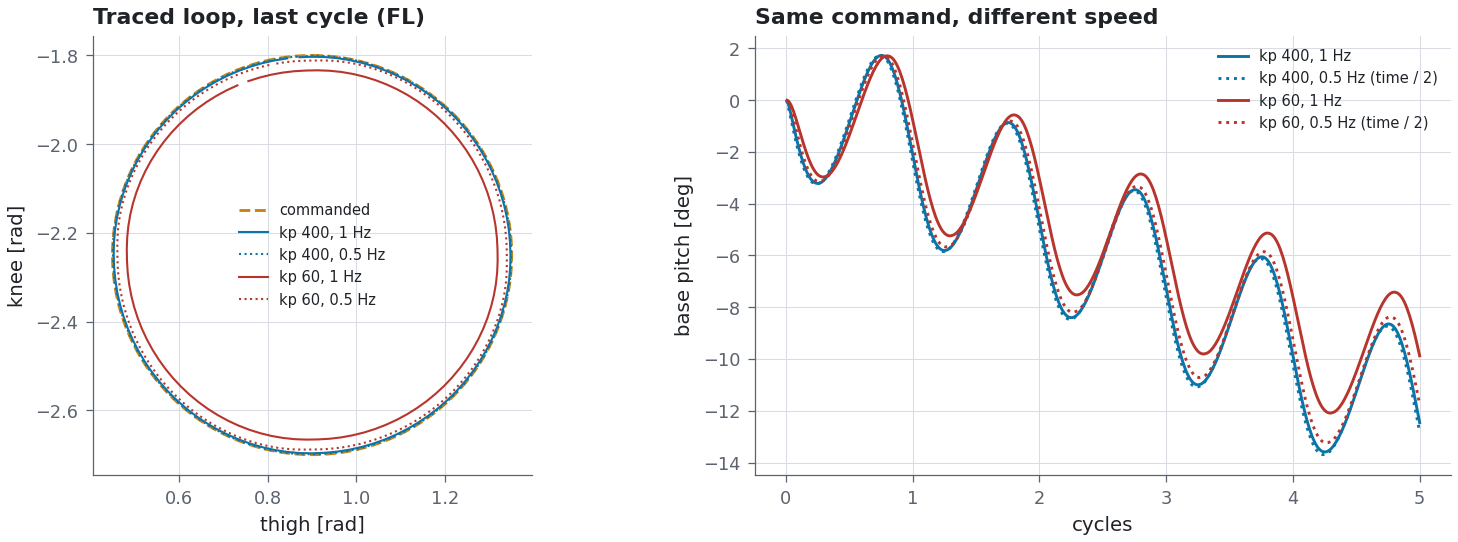 Traced loop, last cycle (FL)
knee [rad]
−1.8
−2.0
−2.2
−2.4
−2.6
commanded
kp 400, 1 Hz
kp 400, 0.5 Hz
kp 60, 1 Hz
kp 60, 0.5 Hz
0.6 0.8 1.0 1.2
thigh [rad]
Same command, different speed
base pitch [deg]
2
0
−2
−4
−6
−8
−10
−12
−14
kp 400, 1 Hz
kp 400, 0.5 Hz (time / 2)
kp 60, 1 Hz
kp 60, 0.5 Hz (time / 2)
0 1 2 3 4 5
cycles